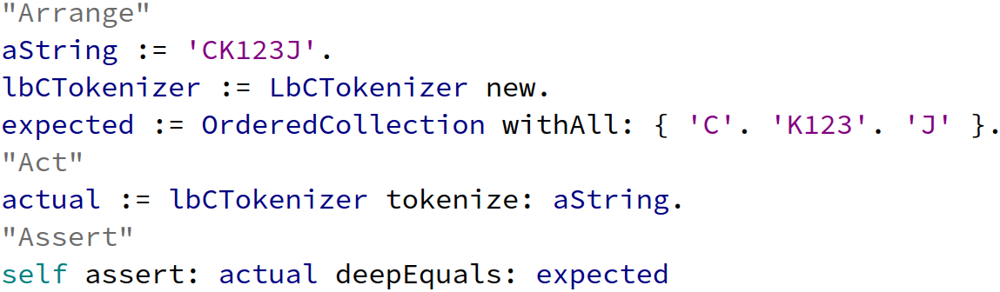 "Arrange"
aString := 'CK123J'.
lbCTokenizer := LbCTokenizer new.
expected := OrderedCollection withAll: { 'C'. 'K123'. 'J' }.
"Act"
actual := lbCTokenizer tokenize: aString.
"Assert"
self assert: actual deepEquals: expected